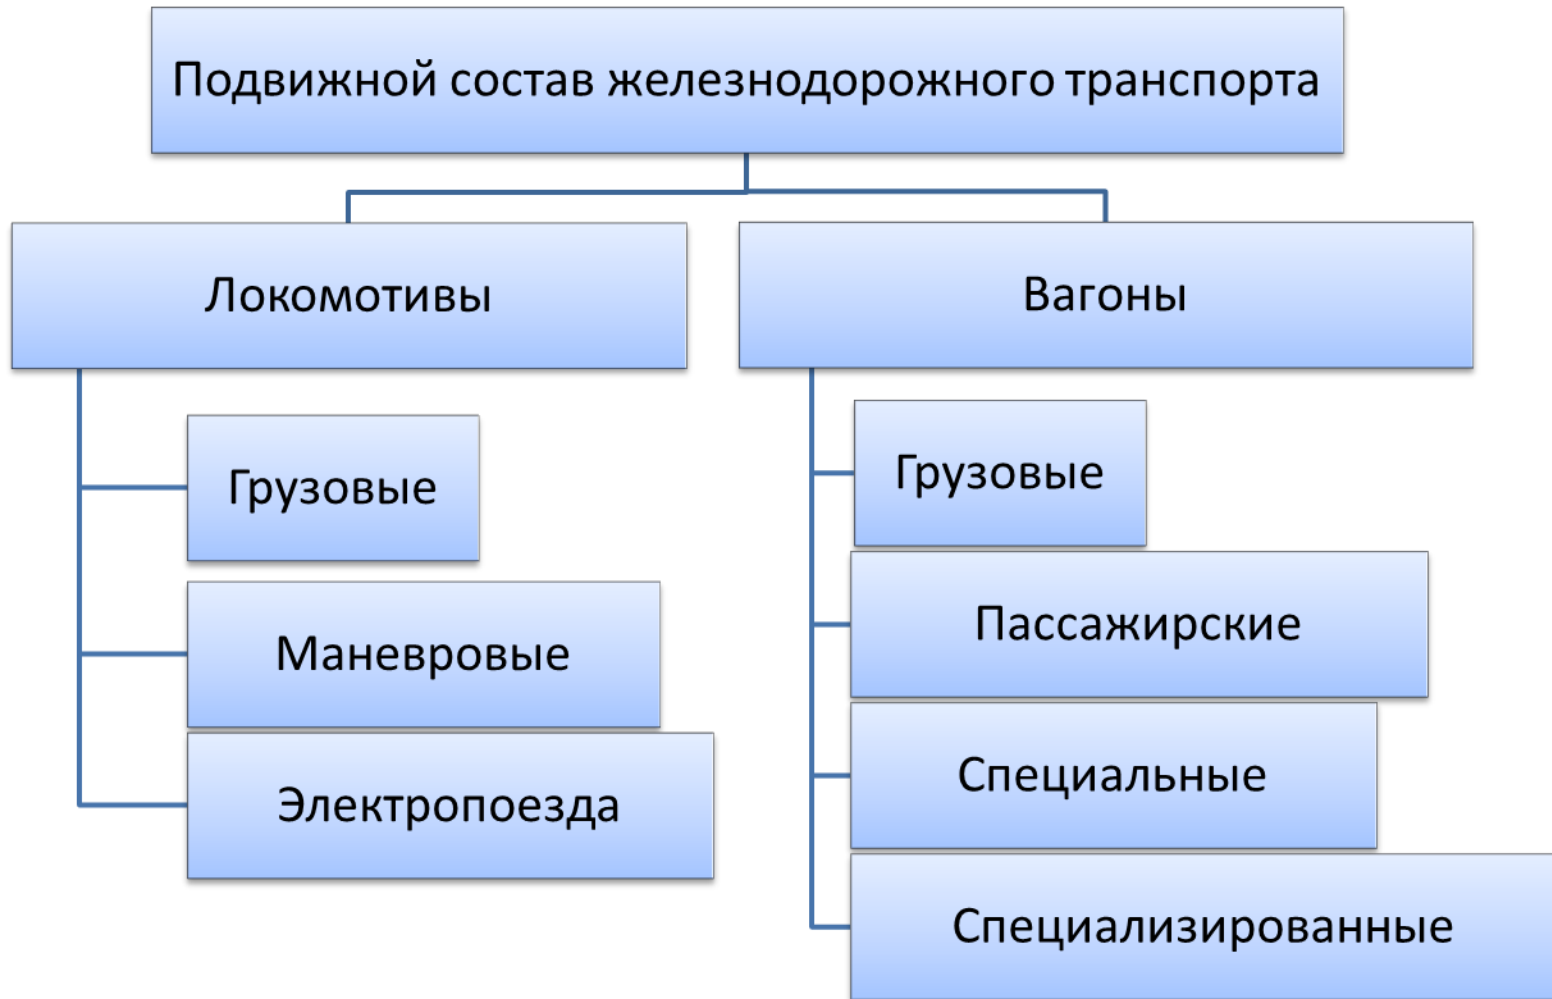 Подвижной состав железнодорожного транспорта
Локомотивы
Грузовые
Маневровые
Электропоезда
Вагоны
Грузовые
Пассажирские
Специальные
Специализированные